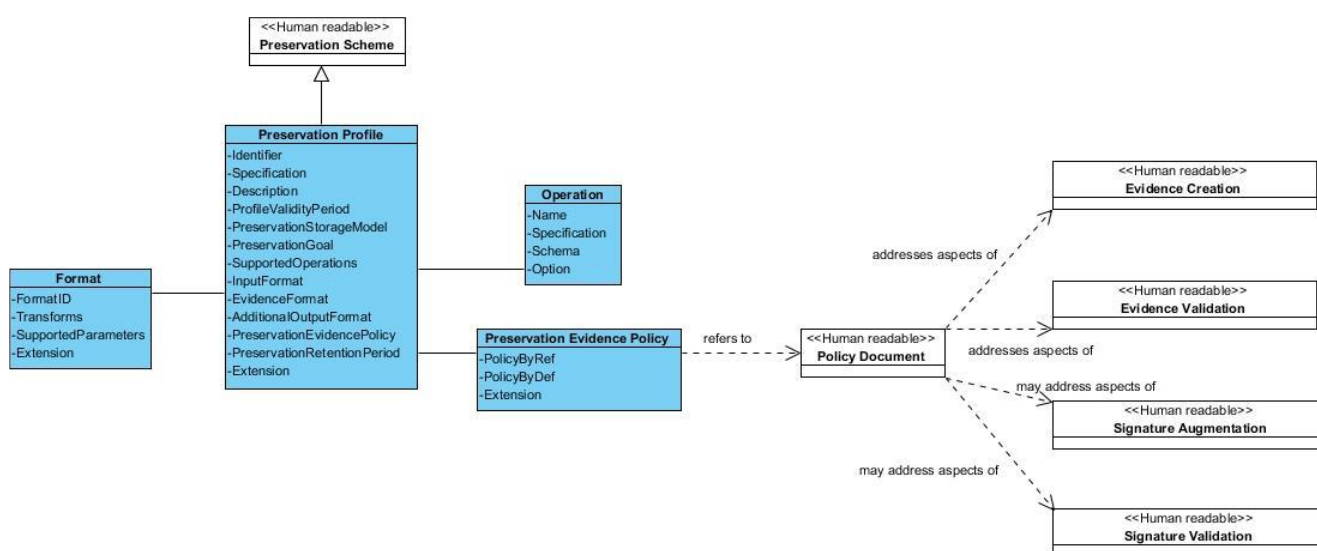 <<Human readable>>
Preservation Scheme
Preservation Profile
-Identifier
-Specification
-Description
-ProfileValidityPeriod
-PreservationStorageModel
-PreservationGoal
-SupportedOperations
-InputFormat
-EvidenceFormat
-AdditionalOutputFormat
-PreservationEvidencePolicy
-PreservationRetentionPeriod
-Extension
Format
-FormatID
-Transforms
-SupportedParameters
-Extension
Operation
-Name
-Specification
-Schema
-Option
Preservation Evidence Policy
-PolicyByRef
-PolicyByDef
-Extension
refers to
<<Human readable>>
Policy Document
addresses aspects of
<<Human readable>>
Evidence Creation
addresses aspects of
<<Human readable>>
Evidence Validation
may address aspects of
<<Human readable>>
Signature Augmentation
may address aspects of
<<Human readable>>
Signature Validation